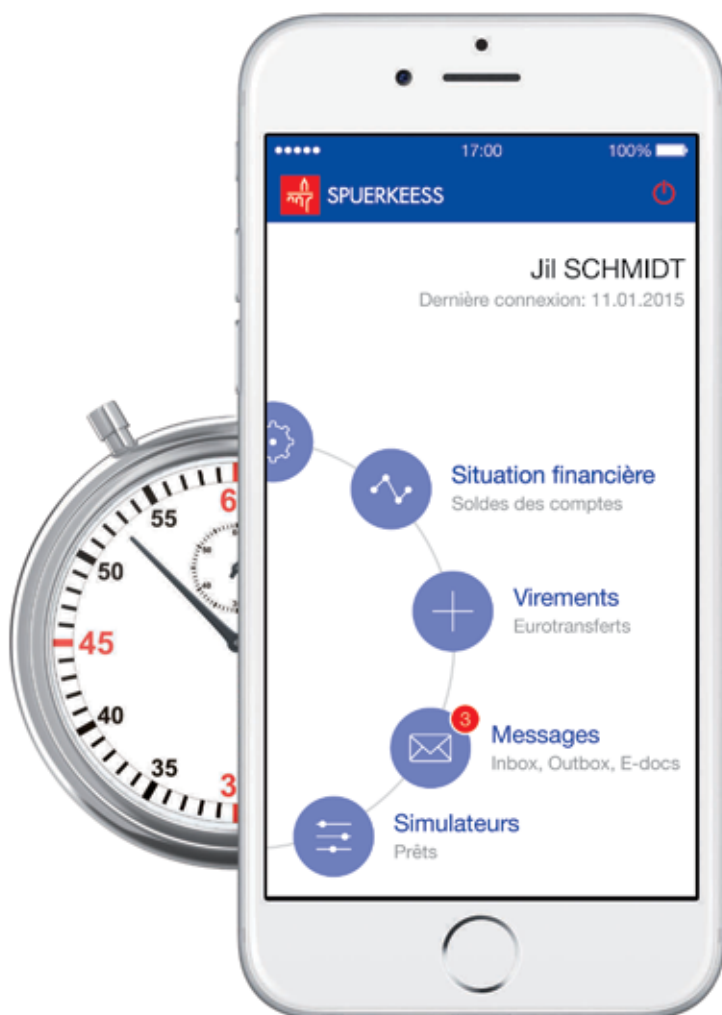 17:00
100%
SPUERKEESS
Jil SCHMIDT
Dernière connexion: 11.01.2015
Situation financière
Soldes des comptes
Virements
Eurotransferts
3
Messages
Inbox, Outbox, E-docs
Simulateurs
Prêts
55
50
45
40
35